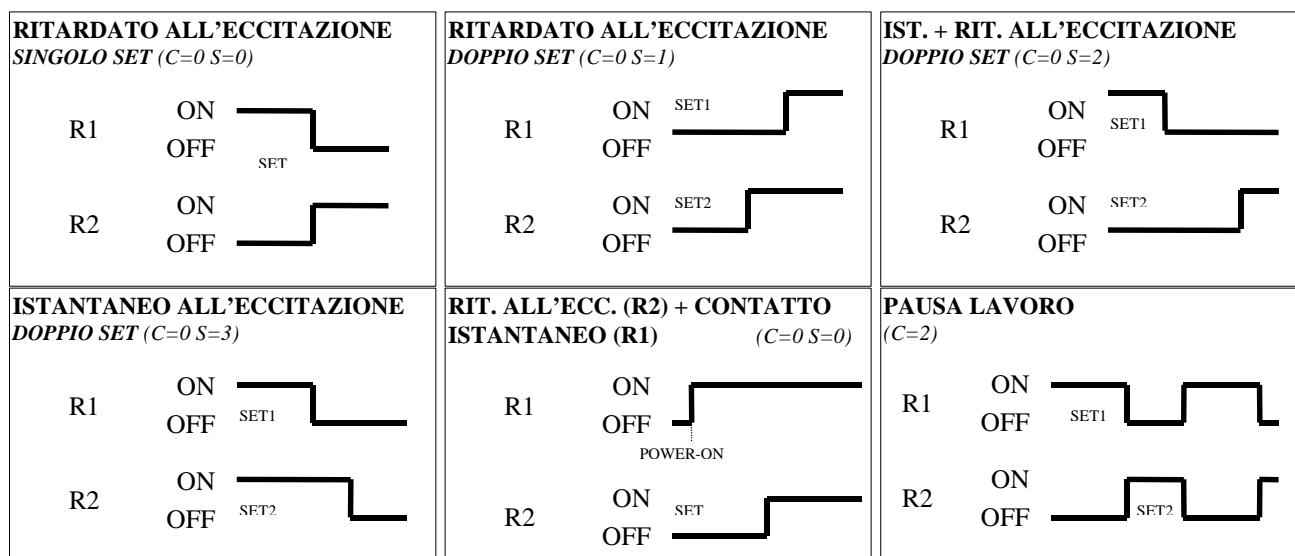 RITARDATO ALL'ECCITAZIONE
SINGOLO SET (C=0 S=0)
R1
ON
OFF
SET
R2
ON
OFF
RITARDATO ALL'ECCITAZIONE
DOPPIO SET (C=0 S=1)
R1
ON
OFF
SET1
R2
ON
OFF
SET2
IST. + RIT. ALL'ECCITAZIONE
DOPPIO SET (C=0 S=2)
R1
ON
OFF
SET1
R2
ON
OFF
SET2
ISTANTANEO ALL'ECCITAZIONE
DOPPIO SET (C=0 S=3)
R1
ON
OFF
SET1
R2
ON
OFF
SET2
RIT. ALL'ECC. (R2) + CONTATTO
ISTANTANEO (R1) (C=0 S=0)
R1
ON
OFF
POWER-ON
R2
ON
OFF
SET
PAUSA LAVORO
(C=2)
R1
ON
OFF
SET1
R2
ON
OFF
SET2